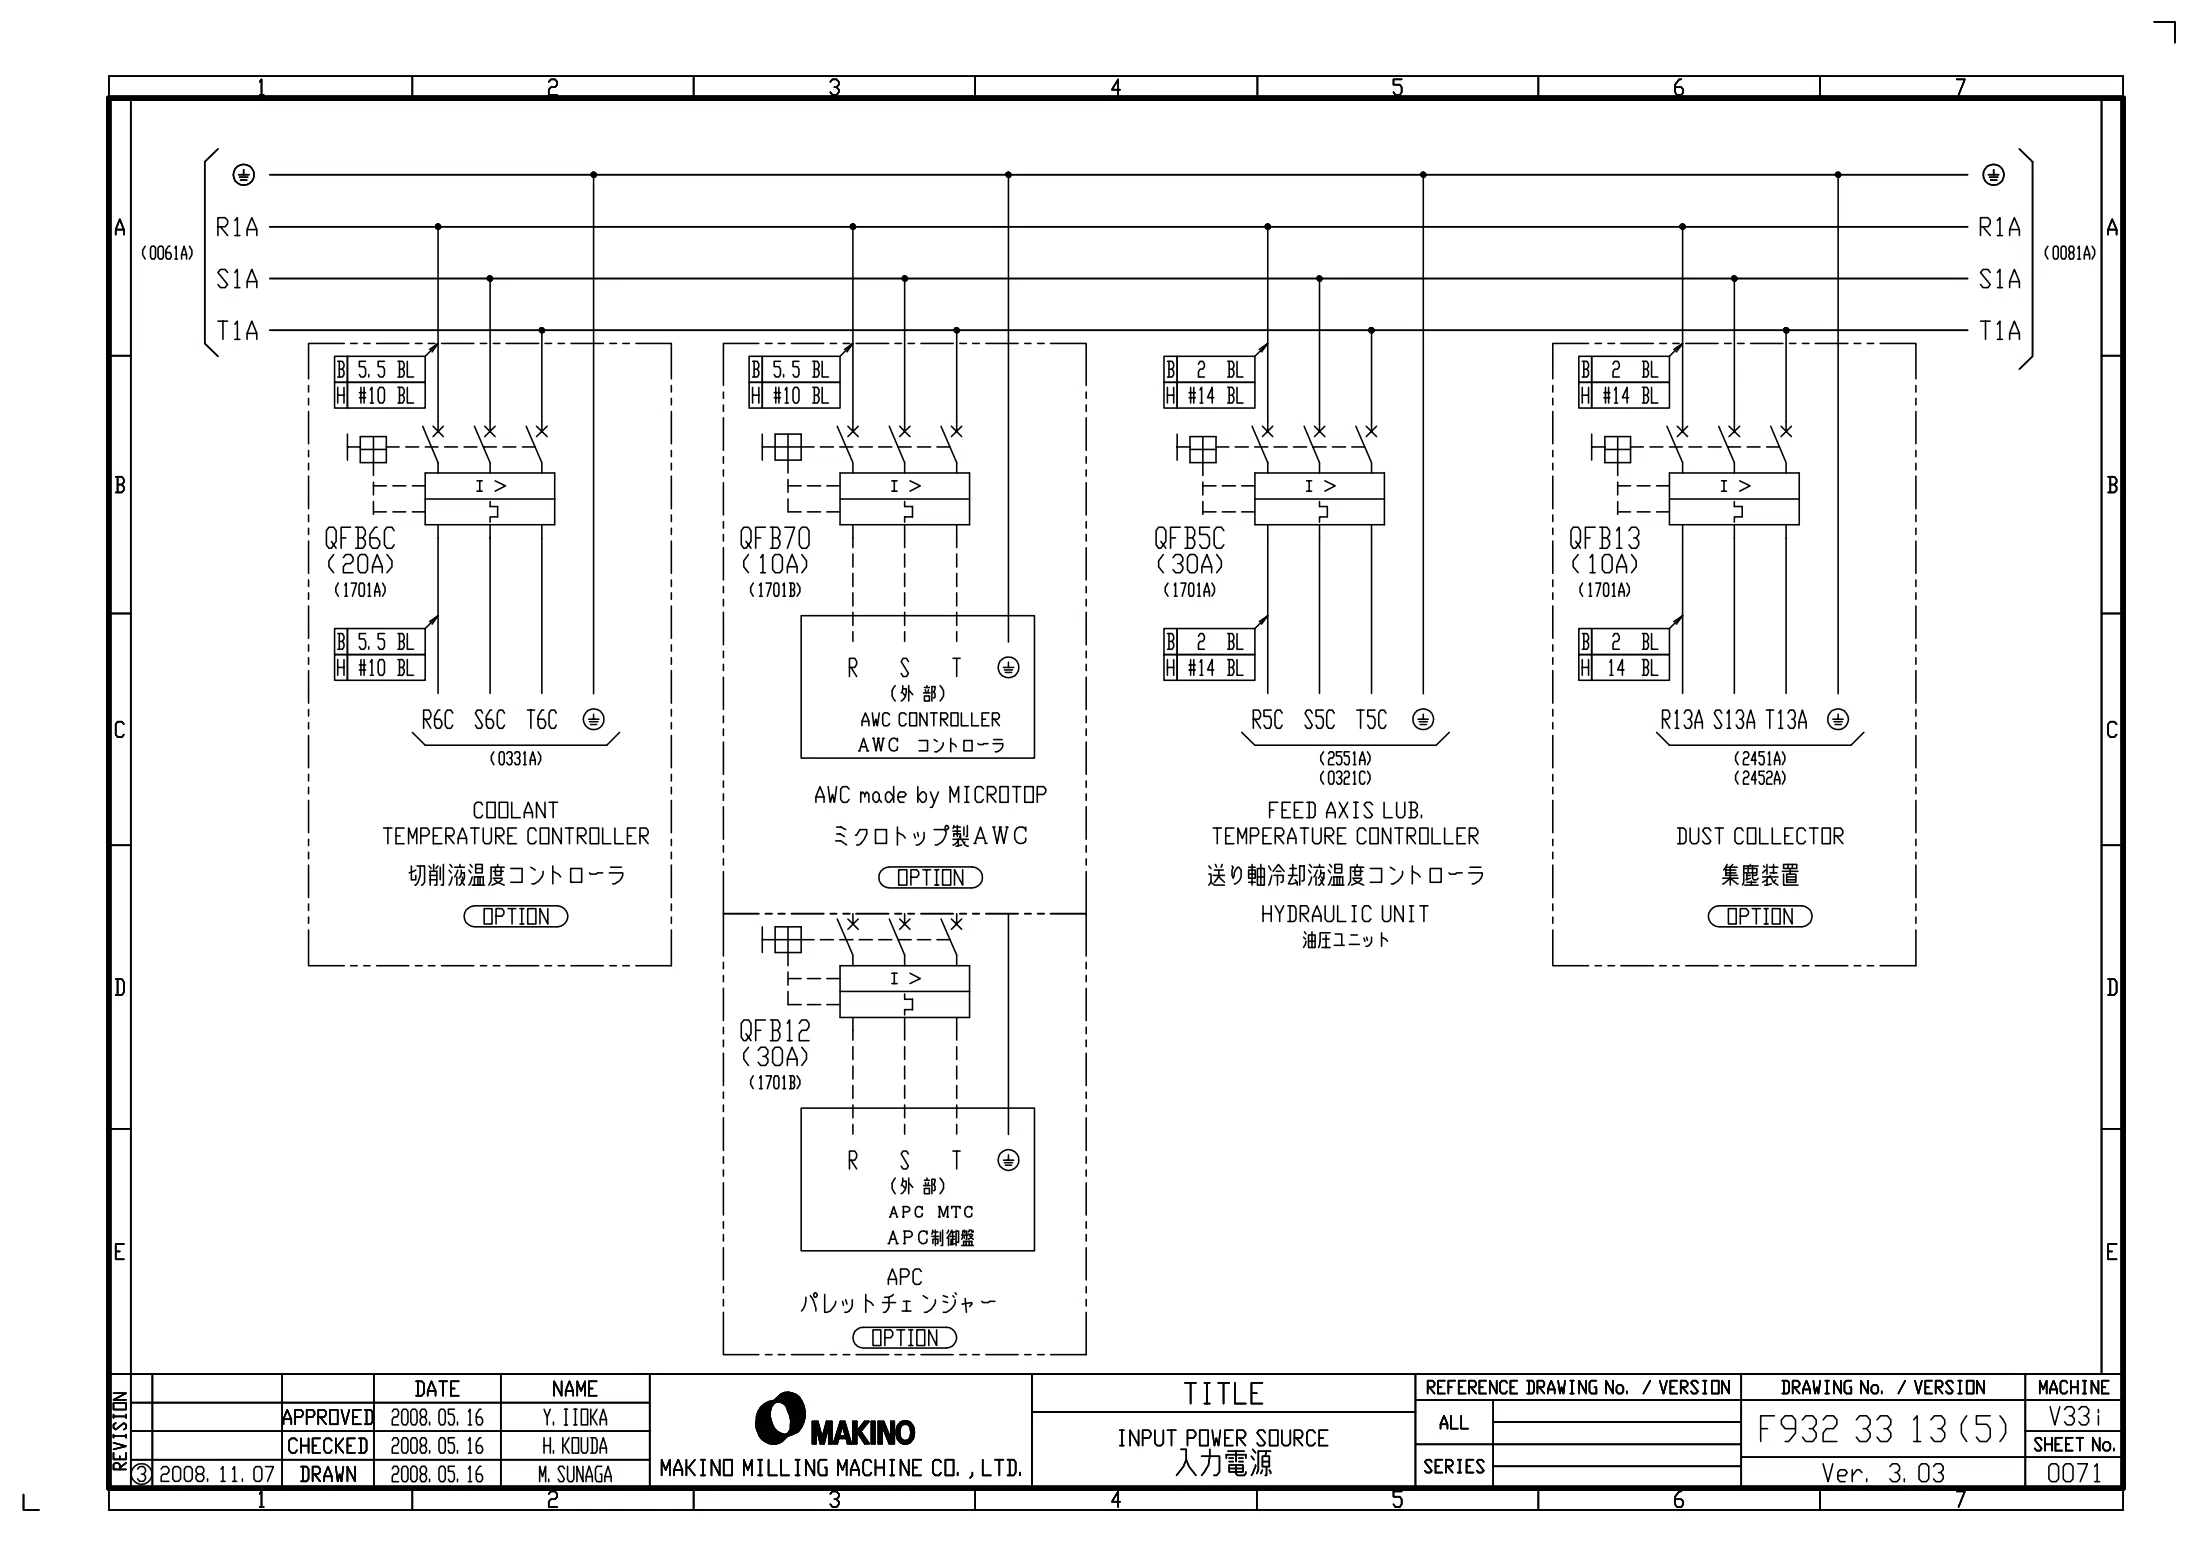 1 2 3 4 5 6 7
A A
R1A R1A
(0061A) (0081A)
S1A S1A
T1A T1A
B 5.5 BL
H #10 BL
B 5.5 BL
H #10 BL
B 2 BL
H #14 BL
B 2 BL
H #14 BL
B B
I > I > I > I >
QFB6C QFB70 QFB5C QFB13
(20A) (10A) (30A) (10A)
(1701A) (1701B) (1701A) (1701A)
B 5.5 BL
H #10 BL
B 2 BL
H #14 BL
B 2 BL
H 14 BL
C C
R S T
(外部)
AWC CONTROLLER
AWC コントローラ
R6C S6C T6C
(0331A)
R5C S5C T5C
(2551A)
(0321C)
R13A S13A T13A
(2451A)
(2452A)
COOLANT
TEMPERATURE CONTROLLER
切削液温度コントローラ
OPTION
AWC made by MICROTOP
ミクロトップ製AWC
OPTION
FEED AXIS LUB.
TEMPERATURE CONTROLLER
送り軸冷却液温度コントローラ
HYDRAULIC UNIT
油圧ユニット
DUST COLLECTOR
集塵装置
OPTION
D D
I >
QFB12
(30A)
(1701B)
R S T
(外部)
APC MTC
APC制御盤
E E
APC
パレットチェンジャー
OPTION
REVISION
DATE NAME
APPROVED 2008.05.16 Y. IIOKA
CHECKED 2008.05.16 H. KOUDA
③ 2008.11.07 DRAWN 2008.05.16 M. SUNAGA
MAKINO
MAKINO MILLING MACHINE CO.,LTD.
TITLE
INPUT POWER SOURCE
入力電源
REFERENCE DRAWING No. / VERSION
ALL
SERIES
DRAWING No. / VERSION
F932 33 13(5)
Ver. 3.03
MACHINE
V33i
SHEET No.
0071
1 2 3 4 5 6 7